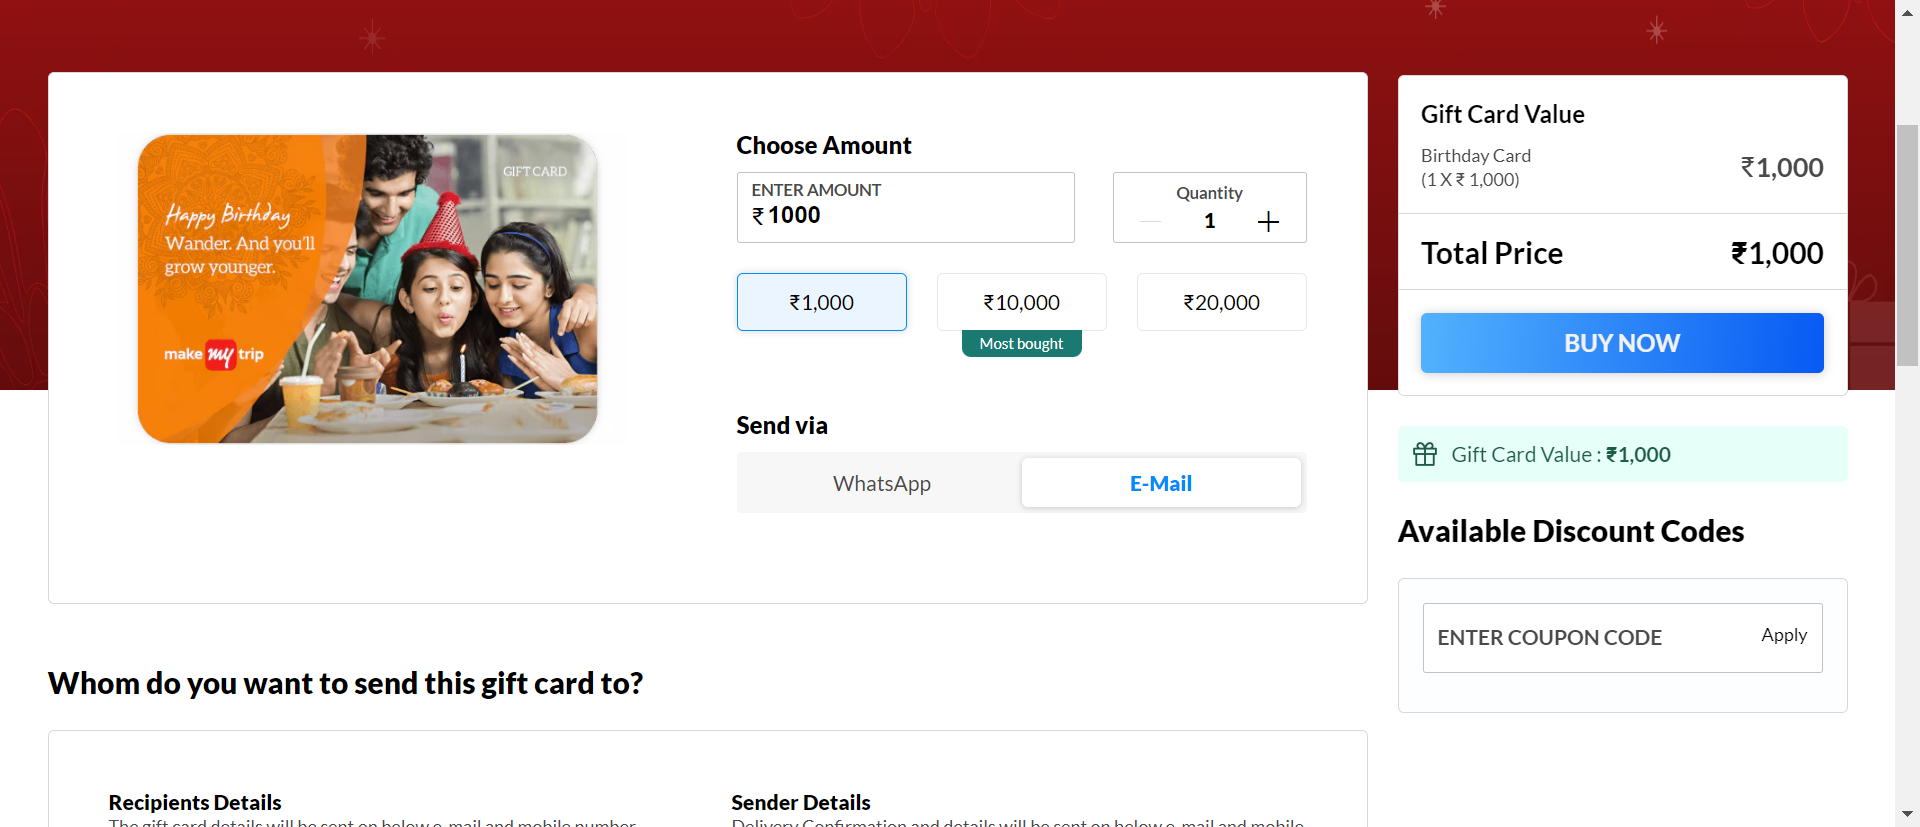 GIFT CARD
Happy Birthday
Wander. And you'll
grow younger.
make my trip
Choose Amount
ENTER AMOUNT
₹ 1000
Quantity
1
₹1,000
₹10,000
₹20,000
Most bought
Send via
WhatsApp
E-Mail
Gift Card Value
Birthday Card
(1 X ₹ 1,000)
₹1,000
Total Price
₹1,000
BUY NOW
Gift Card Value : ₹1,000
Available Discount Codes
ENTER COUPON CODE
Apply
Whom do you want to send this gift card to?
Recipients Details
The gift card details will be sent on below e-mail and mobile number
Sender Details
Delivery Confirmation and details will be sent on below e-mail and mobile